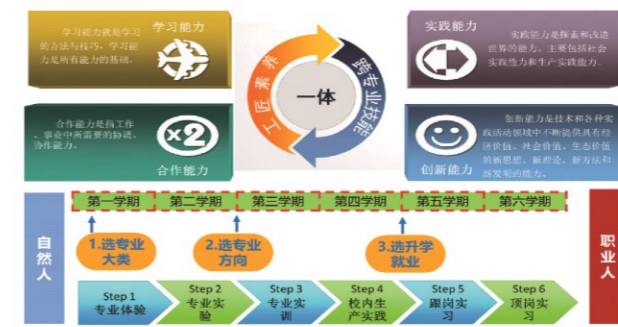 学习能力
学习能力就是学习
的方法与技巧，学习能
力是所有能力的基础。
实践能力
实践能力是探索和改造
世界的能力。主要包括社会
实践能力和生产实践能力。
工匠素养
跨专业技能
一体
合作能力是指工作
、事业中所需要的协调、
协作能力。
×2
合作能力
创新能力
创新能力是技术和各种实
践活动领域中不断提供具有经
济价值、社会价值、生态价值
的新思想、新理论、新方法和
新发明的能力。
自然人
第一学期
第二学期
第三学期
第四学期
第五学期
第六学期
职业人
1.选专业
大类
2.选专业
方向
3.选升学
就业
Step 1
专业体验
Step 2
专业实
验
Step 3
专业实
训
Step 4
校内生
产实践
Step 5
跟岗实
习
Step 6
顶岗实
习